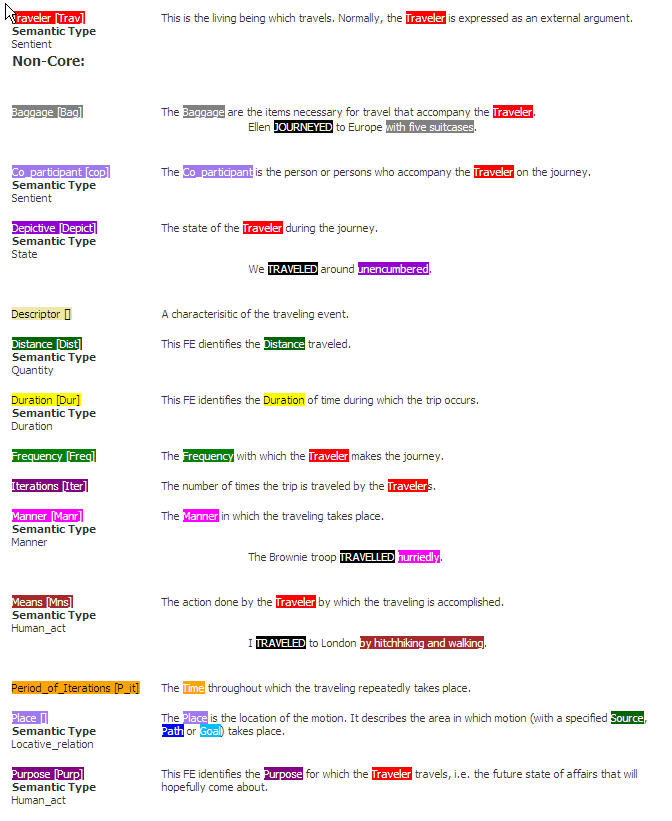 Traveler [Trav] This is the living being which travels. Normally, the Traveler is expressed as an external argument.
Semantic Type
Sentient
Non-Core:
Baggage [Bag] The Baggage are the items necessary for travel that accompany the Traveler.
Ellen JOURNEYED to Europe with five suitcases.
Co_participant [cop] The Co_participant is the person or persons who accompany the Traveler on the journey.
Semantic Type
Sentient
Depictive [Depict] The state of the Traveler during the journey.
Semantic Type
State
We TRAVELED around unencumbered.
Descriptor [] A characterisitic of the traveling event.
Distance [Dist] This FE dientifies the Distance traveled.
Semantic Type
Quantity
Duration [Dur] This FE identifies the Duration of time during which the trip occurs.
Semantic Type
Duration
Frequency [Freq] The Frequency with which the Traveler makes the journey.
Iterations [Iter] The number of times the trip is traveled by the Travelers.
Manner [Manr] The Manner in which the traveling takes place.
Semantic Type
Manner
The Brownie troop TRAVELLED hurriedly.
Means [Mns] The action done by the Traveler by which the traveling is accomplished.
Semantic Type
Human_act
I TRAVELED to London by hitchhiking and walking.
Period_of_Iterations [P_it] The Time throughout which the traveling repeatedly takes place.
Place [] The Place is the location of the motion. It describes the area in which motion (with a specified Source,
Semantic Type Path or Goal) takes place.
Locative_relation
Purpose [Purp] This FE identifies the Purpose for which the Traveler travels, i.e. the future state of affairs that will
Semantic Type hopefully come about.
Human_act